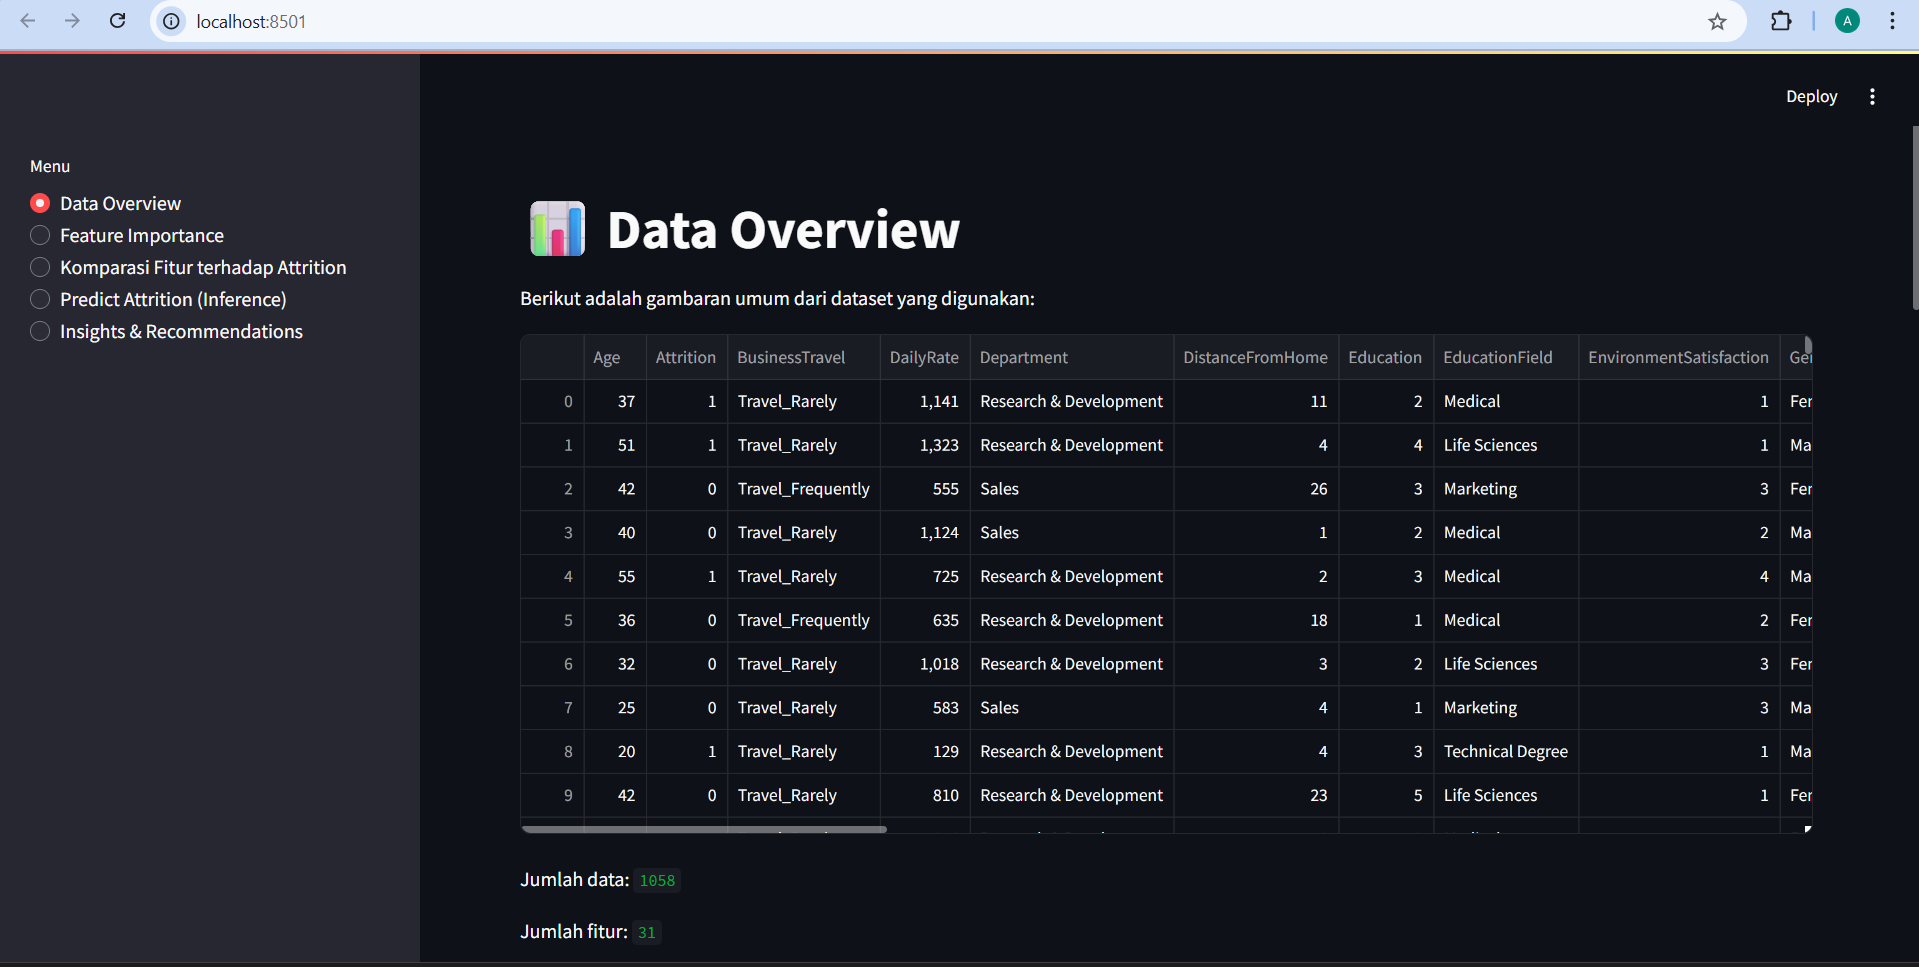 localhost:8501
A
Deploy
Menu
Data Overview
Feature Importance
Komparasi Fitur terhadap Attrition
Predict Attrition (Inference)
Insights & Recommendations
Data Overview
Berikut adalah gambaran umum dari dataset yang digunakan:
Age Attrition BusinessTravel DailyRate Department DistanceFromHome Education EducationField EnvironmentSatisfaction Ge
0 37 1 Travel_Rarely 1,141 Research & Development 11 2 Medical 1 Fer
1 51 1 Travel_Rarely 1,323 Research & Development 4 4 Life Sciences 1 Ma
2 42 0 Travel_Frequently 555 Sales 26 3 Marketing 3 Fer
3 40 0 Travel_Rarely 1,124 Sales 1 2 Medical 2 Ma
4 55 1 Travel_Rarely 725 Research & Development 2 3 Medical 4 Ma
5 36 0 Travel_Frequently 635 Research & Development 18 1 Medical 2 Fer
6 32 0 Travel_Rarely 1,018 Research & Development 3 2 Life Sciences 3 Fer
7 25 0 Travel_Rarely 583 Sales 4 1 Marketing 3 Ma
8 20 1 Travel_Rarely 129 Research & Development 4 3 Technical Degree 1 Ma
9 42 0 Travel_Rarely 810 Research & Development 23 5 Life Sciences 1 Fer
Jumlah data: 1058
Jumlah fitur: 31